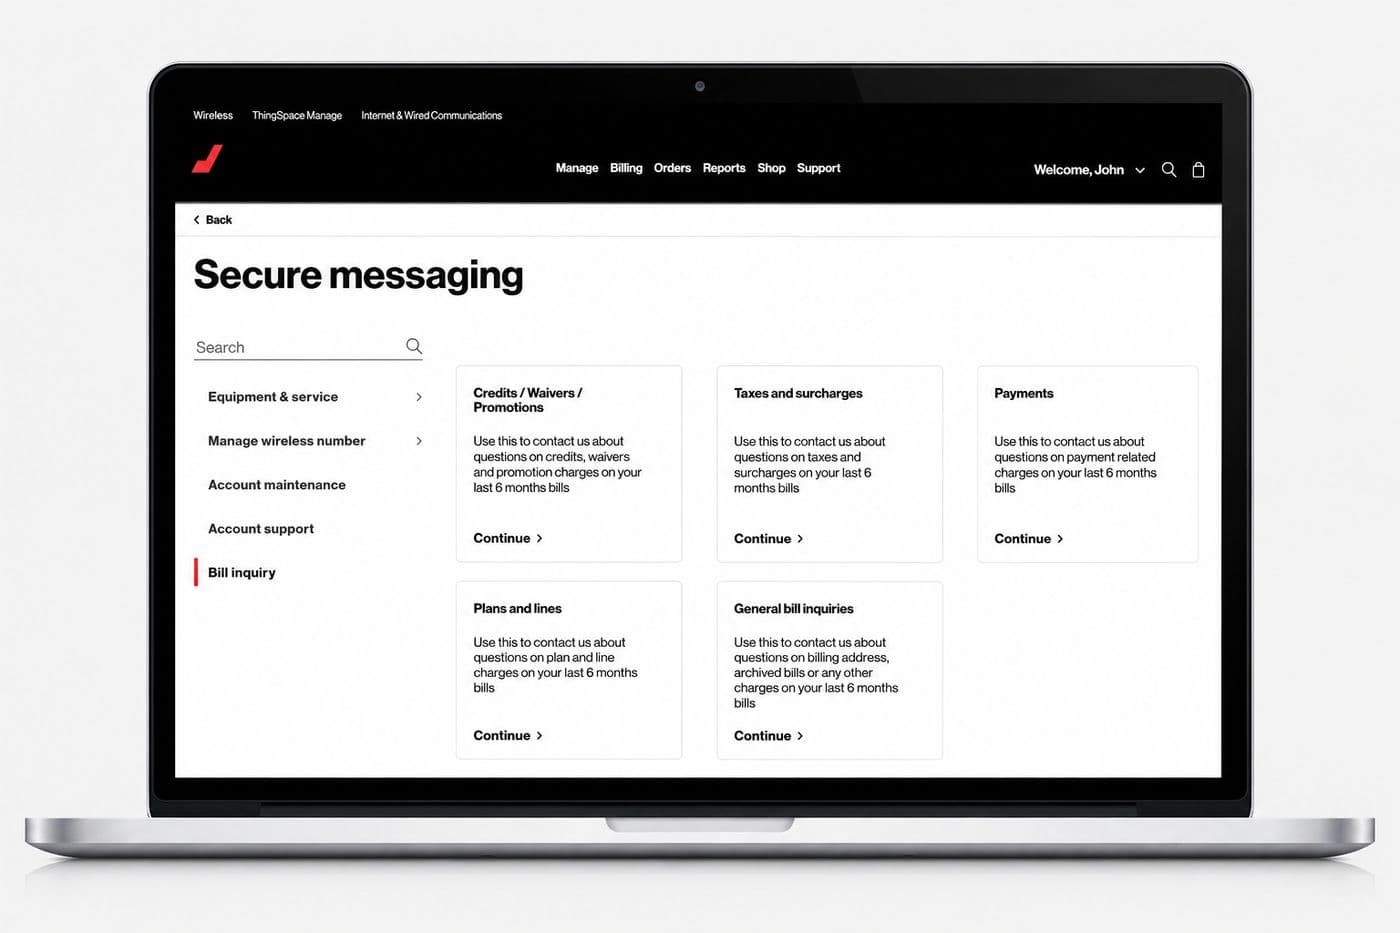 Wireless ThingSpace Manage Internet & Wired Communications
Manage Billing Orders Reports Shop Support
Welcome, John
Back
Secure messaging
Search
Equipment & service
Manage wireless number
Account maintenance
Account support
Bill inquiry
Credits / Waivers /
Promotions
Use this to contact us about
questions on credits, waivers
and promotion charges on your
last 6 months bills
Continue
Taxes and surcharges
Use this to contact us about
questions on taxes and
surcharges on your last 6
months bills
Continue
Payments
Use this to contact us about
questions on payment related
charges on your last 6 months
bills
Continue
Plans and lines
Use this to contact us about
questions on plan and line
charges on your last 6 months
bills
Continue
General bill inquiries
Use this to contact us about
questions on billing address,
archived bills or any other
charges on your last 6 months
bills
Continue